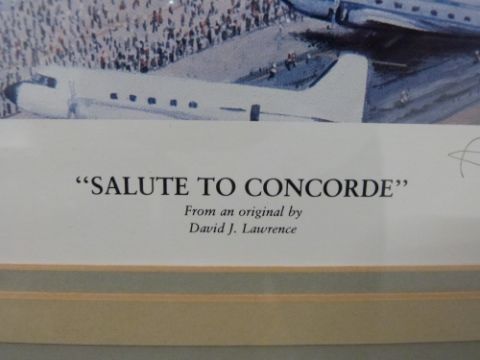 “SALUTE TO CONCORDE”
From an original by
David J. Lawrence